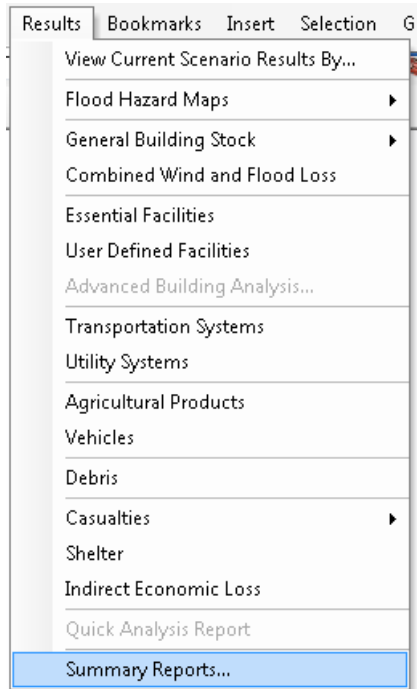 Results Bookmarks Insert Selection G
View Current Scenario Results By...
Flood Hazard Maps
General Building Stock
Combined Wind and Flood Loss
Essential Facilities
User Defined Facilities
Advanced Building Analysis...
Transportation Systems
Utility Systems
Agricultural Products
Vehicles
Debris
Casualties
Shelter
Indirect Economic Loss
Quick Analysis Report
Summary Reports...